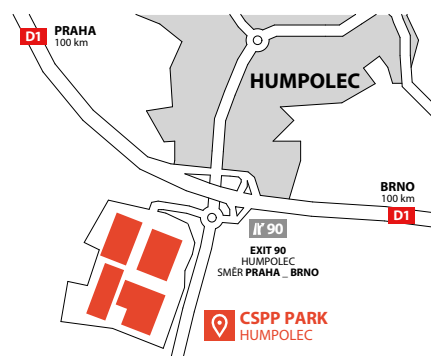 D1
PRAHA
100 km
HUMPOLEC
BRNO
100 km
D1
90
EXIT 90
HUMPOLEC
SMĚR PRAHA _ BRNO
CSPP PARK
HUMPOLEC